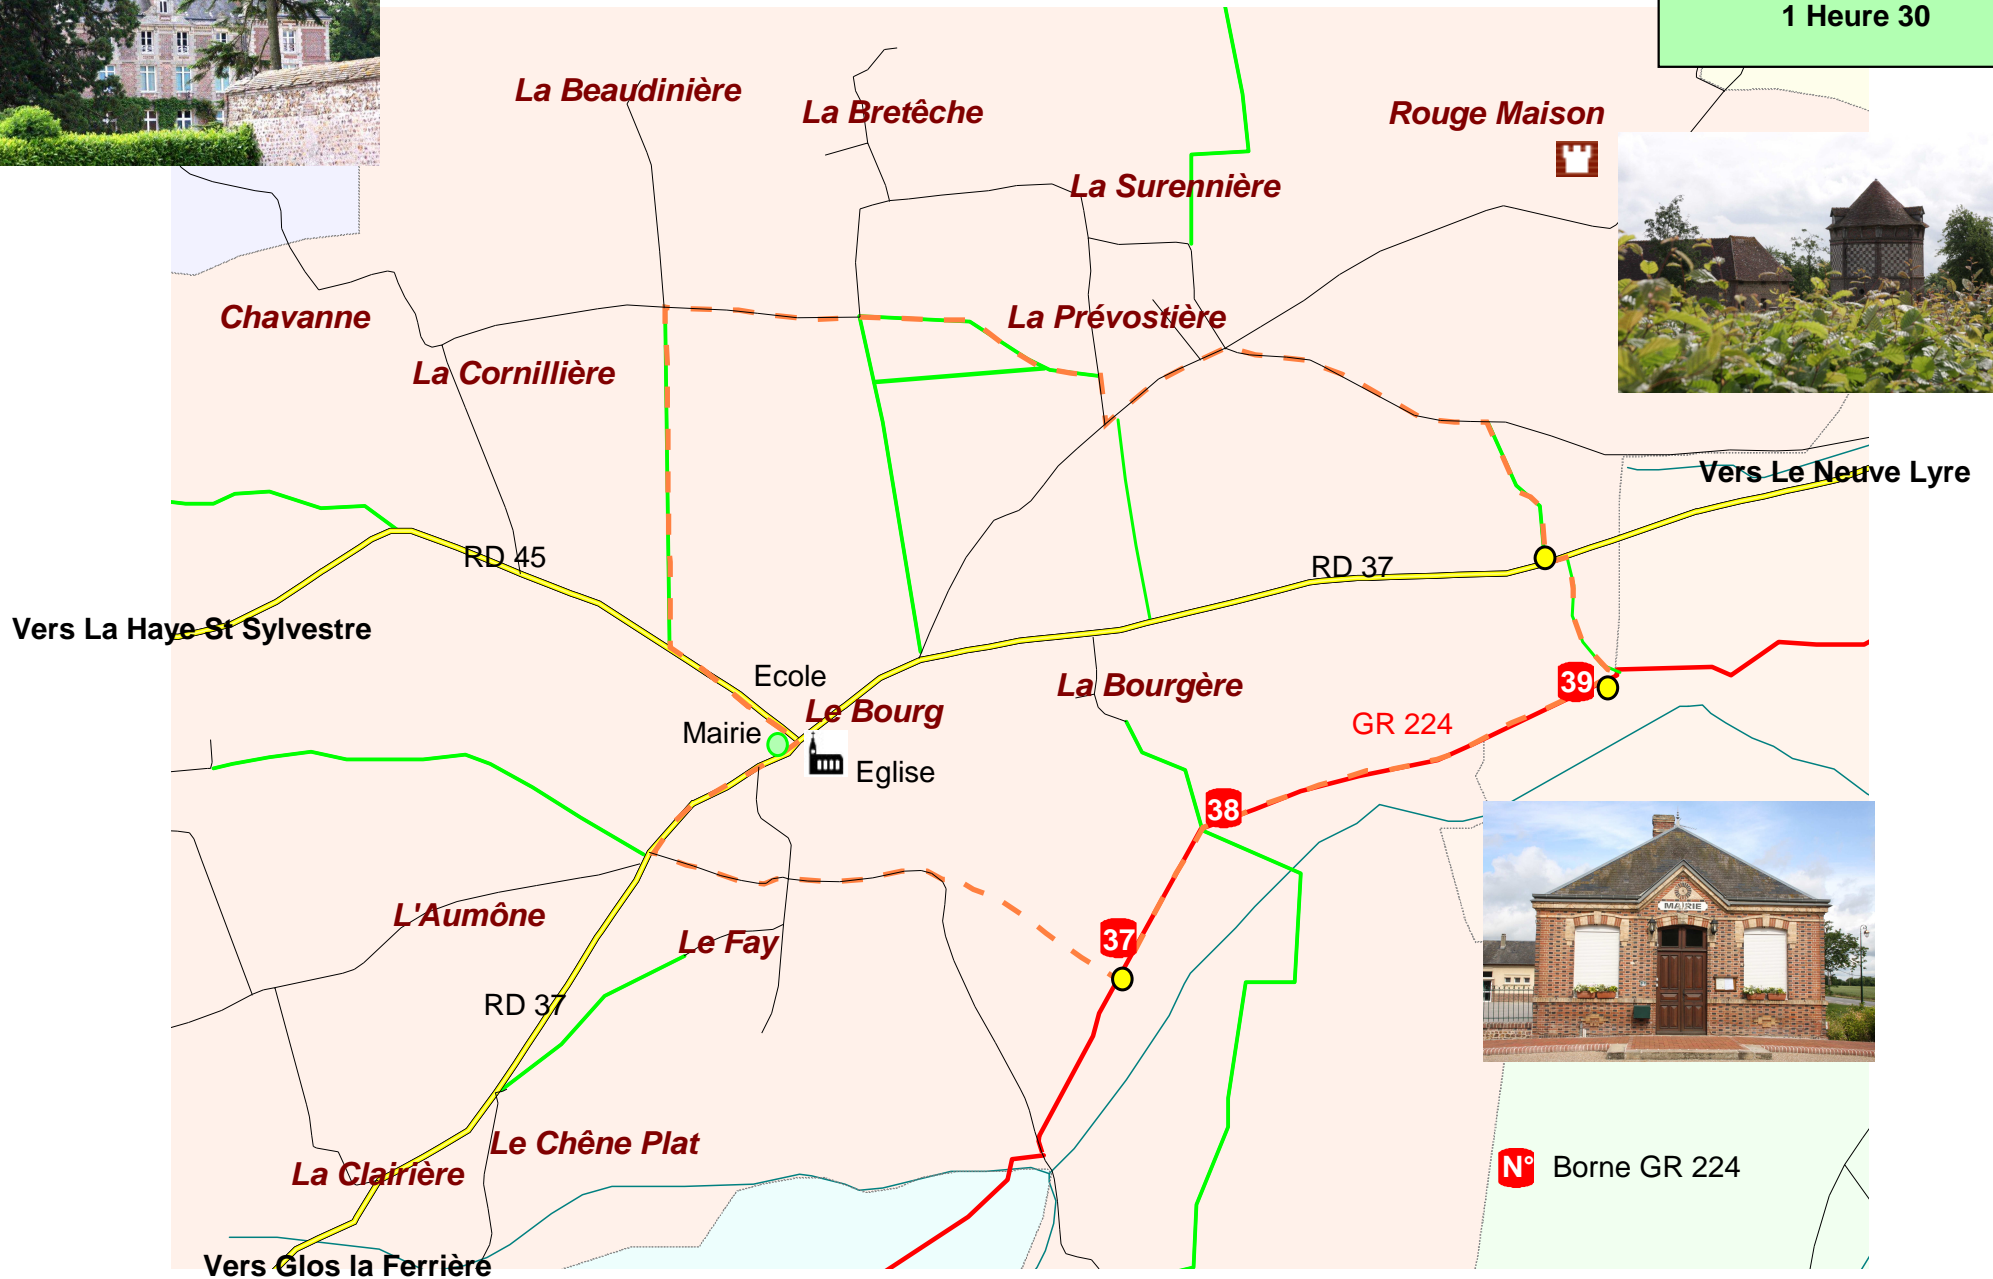 1 Heure 30
La Beaudinière
La Bretêche
Rouge Maison
La Surennière
Chavanne
La Prévostière
La Cornillière
Vers Le Neuve Lyre
RD 45
RD 37
Vers La Haye St Sylvestre
Ecole
La Bourgère
39
Le Bourg
GR 224
Mairie
Eglise
38
MAIRIE
L'Aumône
37
Le Fay
RD 37
Le Chêne Plat
La Clairière
N° Borne GR 224
Vers Glos la Ferrière